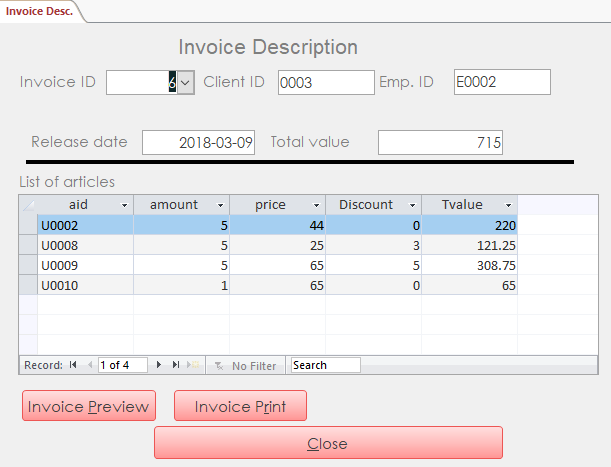 Invoice Desc.
Invoice Description
Invoice ID 6 Client ID 0003 Emp. ID E0002
Release date 2018-03-09 Total value 715
List of articles
aid amount price Discount Tvalue
U0002 5 44 0 220
U0008 5 25 3 121.25
U0009 5 65 5 308.75
U0010 1 65 0 65
Record: 1 of 4 No Filter Search
Invoice Preview Invoice Print
Close